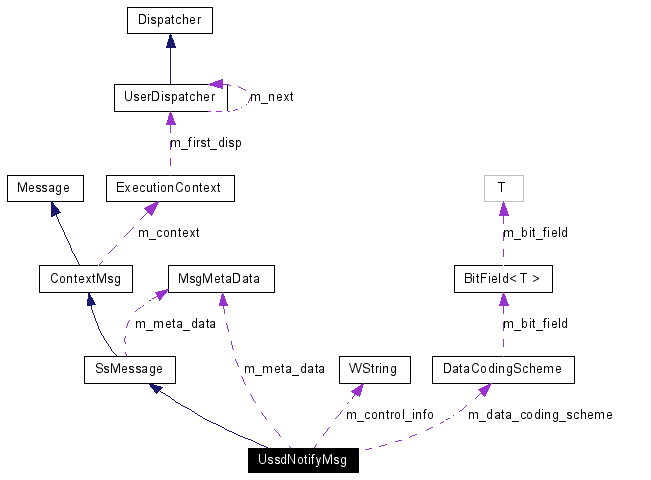 Dispatcher
UserDispatcher
m_next
m_first_disp
Message
ExecutionContext
T
m_context
m_bit_field
ContextMsg
MsgMetaData
BitField< T >
m_meta_data
m_bit_field
SsMessage
m_meta_data
WString
DataCodingScheme
m_control_info
m_data_coding_scheme
UssdNotifyMsg